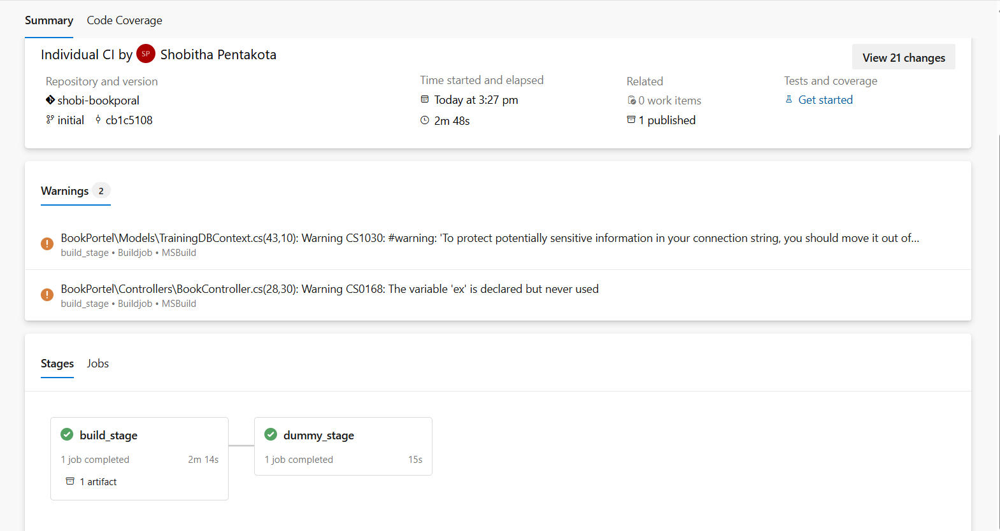 Summary Code Coverage
Individual CI by SP Shobitha Pentakota
View 21 changes
Repository and version
shobi-bookporal
initial cb1c5108
Time started and elapsed
Today at 3:27 pm
2m 48s
Related
0 work items
1 published
Tests and coverage
Get started
Warnings 2
BookPortel\Models\TrainingDBContext.cs(43,10): Warning CS1030: #warning: 'To protect potentially sensitive information in your connection string, you should move it out of...
build_stage • Buildjob • MSBuild
BookPortel\Controllers\BookController.cs(28,30): Warning CS0168: The variable 'ex' is declared but never used
build_stage • Buildjob • MSBuild
Stages Jobs
build_stage
1 job completed 2m 14s
1 artifact
dummy_stage
1 job completed 15s